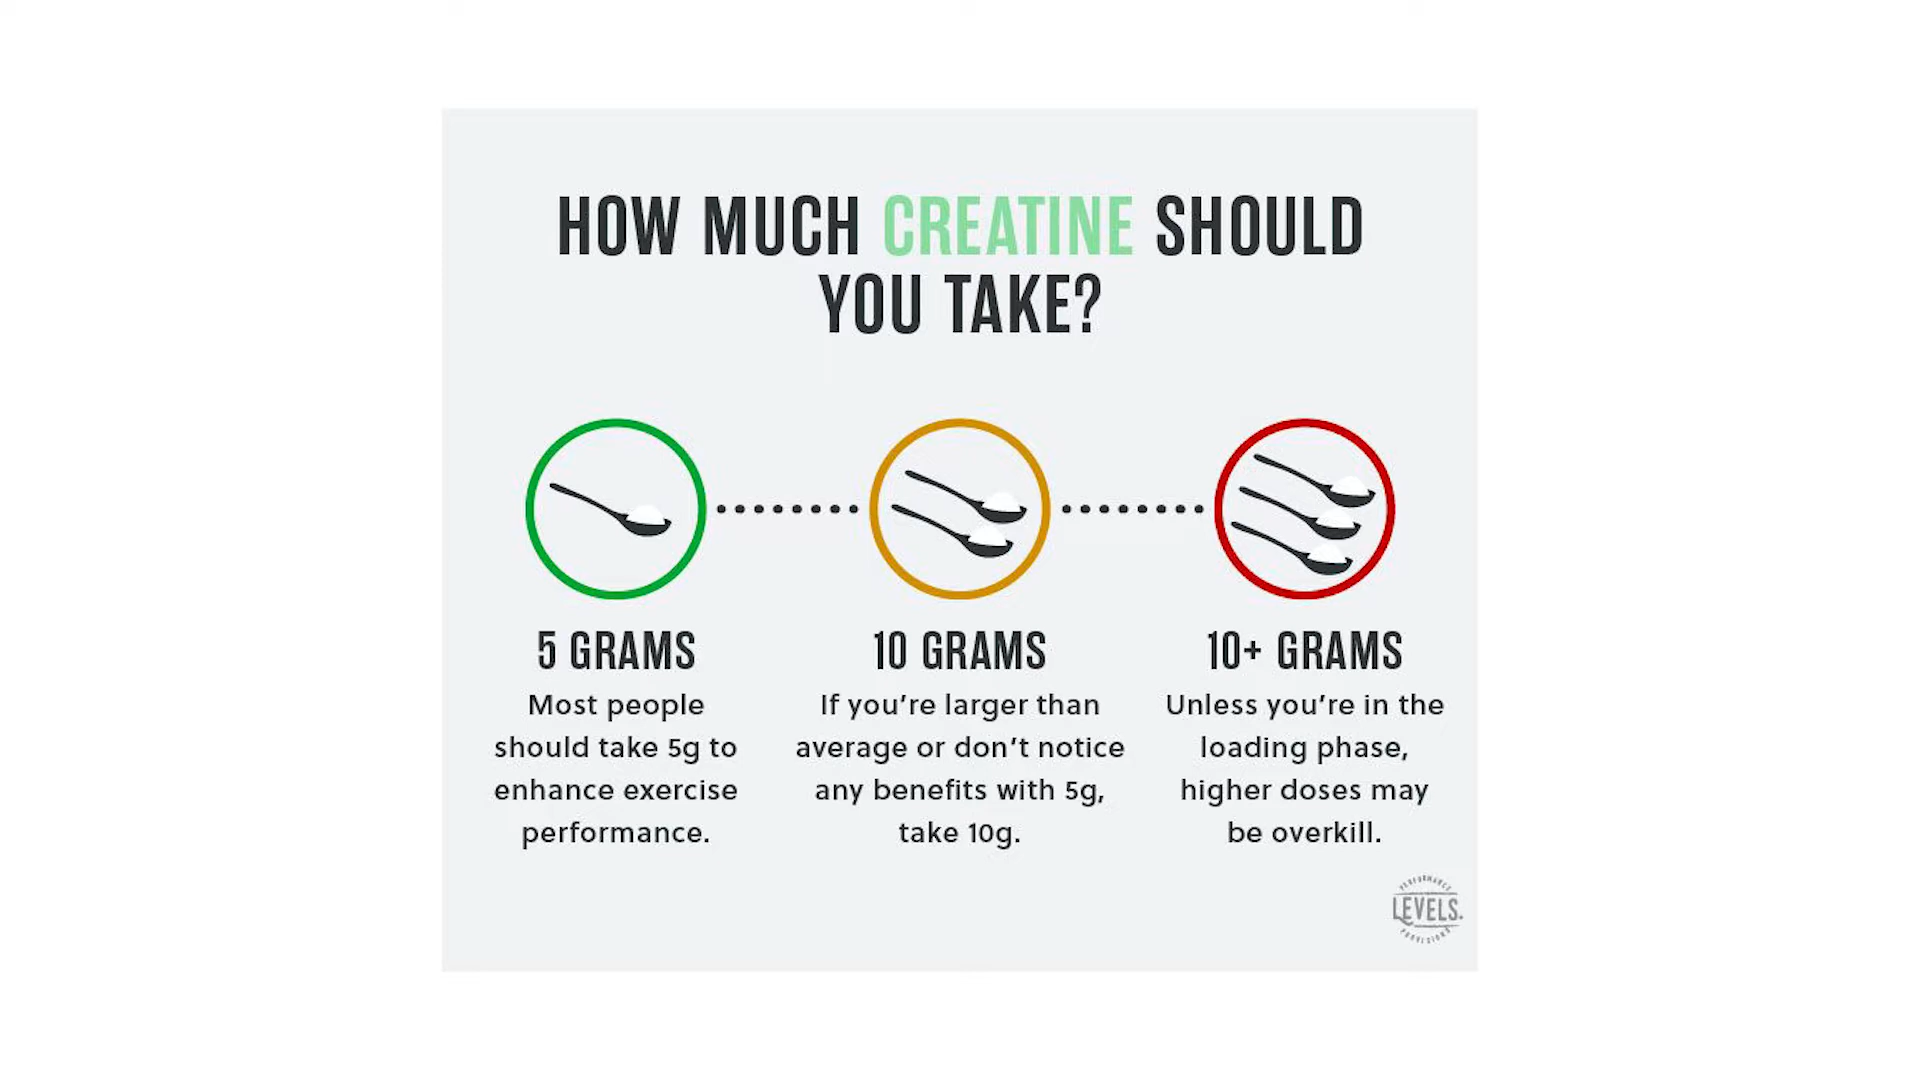 HOW MUCH CREATINE SHOULD
YOU TAKE?
5 GRAMS
Most people
should take 5g to
enhance exercise
performance.
10 GRAMS
If you’re larger than
average or don’t notice
any benefits with 5g,
take 10g.
10+ GRAMS
Unless you’re in the
loading phase,
higher doses may
be overkill.
PERFORMANCE
LEVELS.
PROVISIONS